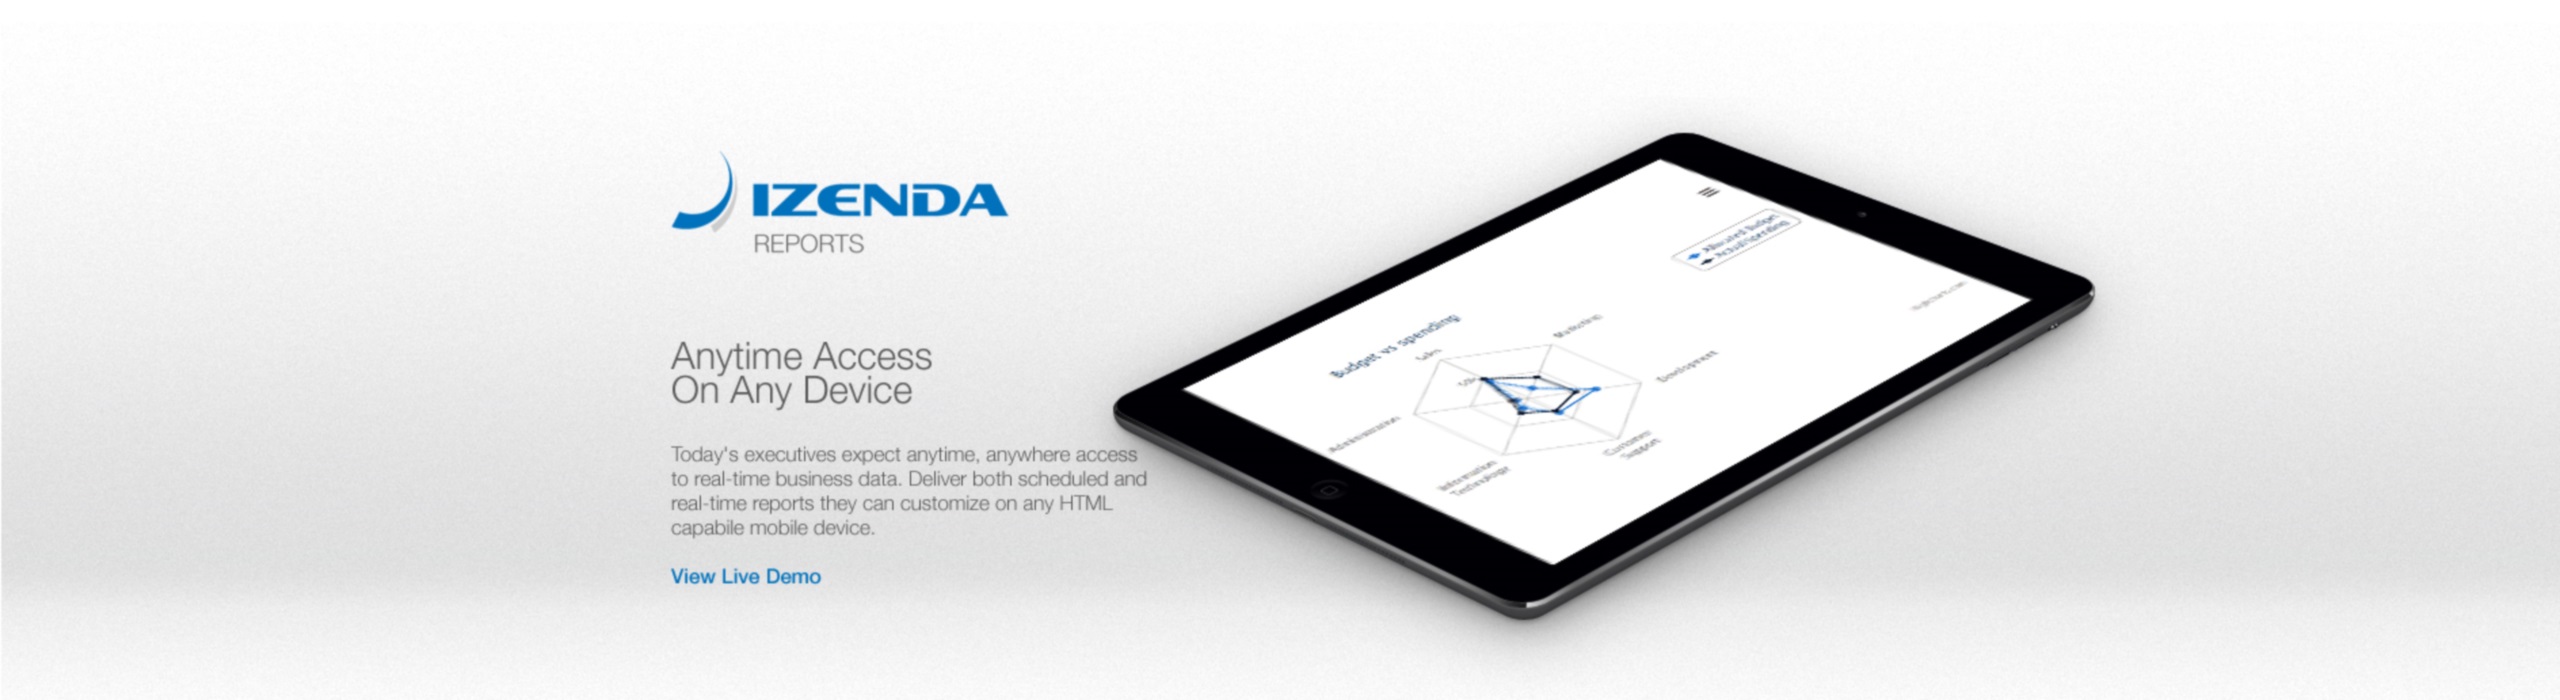 IZENDA
REPORTS
Anytime Access
On Any Device
Today's executives expect anytime, anywhere access
to real-time business data. Deliver both scheduled and
real-time reports they can customize on any HTML
capabile mobile device.
View Live Demo
Allocated Budget
Actual Spending
Budget vs spending
Sales
Marketing
Development
Customer
Support
Information
Technology
Administration
Highcharts.com